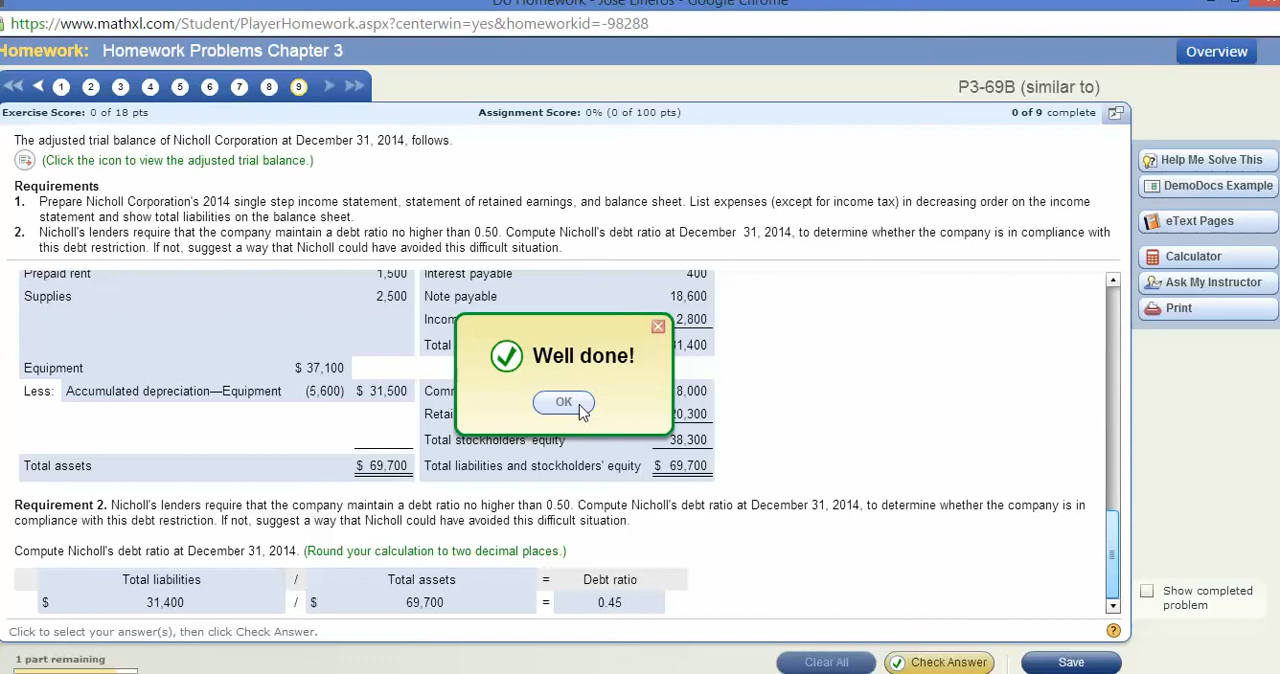 https://www.mathxl.com/Student/PlayerHomework.aspx?centerwin=yes&homeworkid=-98288
Homework: Homework Problems Chapter 3
Overview
1 2 3 4 5 6 7 8 9
P3-69B (similar to)
Exercise Score: 0 of 18 pts
Assignment Score: 0% (0 of 100 pts)
0 of 9 complete
The adjusted trial balance of Nicholl Corporation at December 31, 2014, follows.
(Click the icon to view the adjusted trial balance.)
Requirements
1. Prepare Nicholl Corporation's 2014 single step income statement, statement of retained earnings, and balance sheet. List expenses (except for income tax) in decreasing order on the income
statement and show total liabilities on the balance sheet.
2. Nicholl's lenders require that the company maintain a debt ratio no higher than 0.50. Compute Nicholl's debt ratio at December 31, 2014, to determine whether the company is in compliance with
this debt restriction. If not, suggest a way that Nicholl could have avoided this difficult situation.
Help Me Solve This
DemoDocs Example
eText Pages
Calculator
Ask My Instructor
Print
Prepaid rent 1,500 Interest payable 400
Supplies 2,500 Note payable 18,600
Incom 2,800
Total 31,400
Equipment $ 37,100
Less: Accumulated depreciation—Equipment (5,600) $ 31,500 Comm 8,000
Retai 20,300
Total stockholders' equity 38,300
Total assets $ 69,700 Total liabilities and stockholders' equity $ 69,700
Well done!
OK
Requirement 2. Nicholl's lenders require that the company maintain a debt ratio no higher than 0.50. Compute Nicholl's debt ratio at December 31, 2014, to determine whether the company is in
compliance with this debt restriction. If not, suggest a way that Nicholl could have avoided this difficult situation.
Compute Nicholl's debt ratio at December 31, 2014. (Round your calculation to two decimal places.)
Total liabilities / Total assets = Debt ratio
$ 31,400 / $ 69,700 = 0.45
Show completed
problem
Click to select your answer(s), then click Check Answer.
?
1 part remaining
Clear All
Check Answer
Save